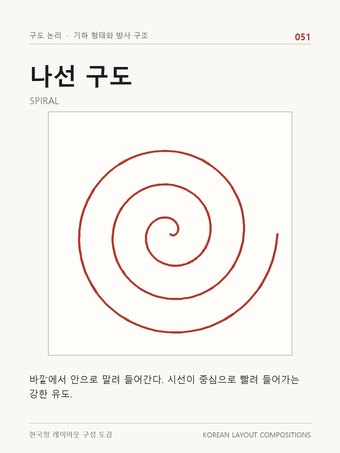 구도 논리 · 기하 형태와 방사 구조
051
나선 구도
SPIRAL
바깥에서 안으로 말려 들어간다. 시선이 중심으로 빨려 들어가는
강한 유도.
한국형 레이아웃 구성 도감
KOREAN LAYOUT COMPOSITIONS